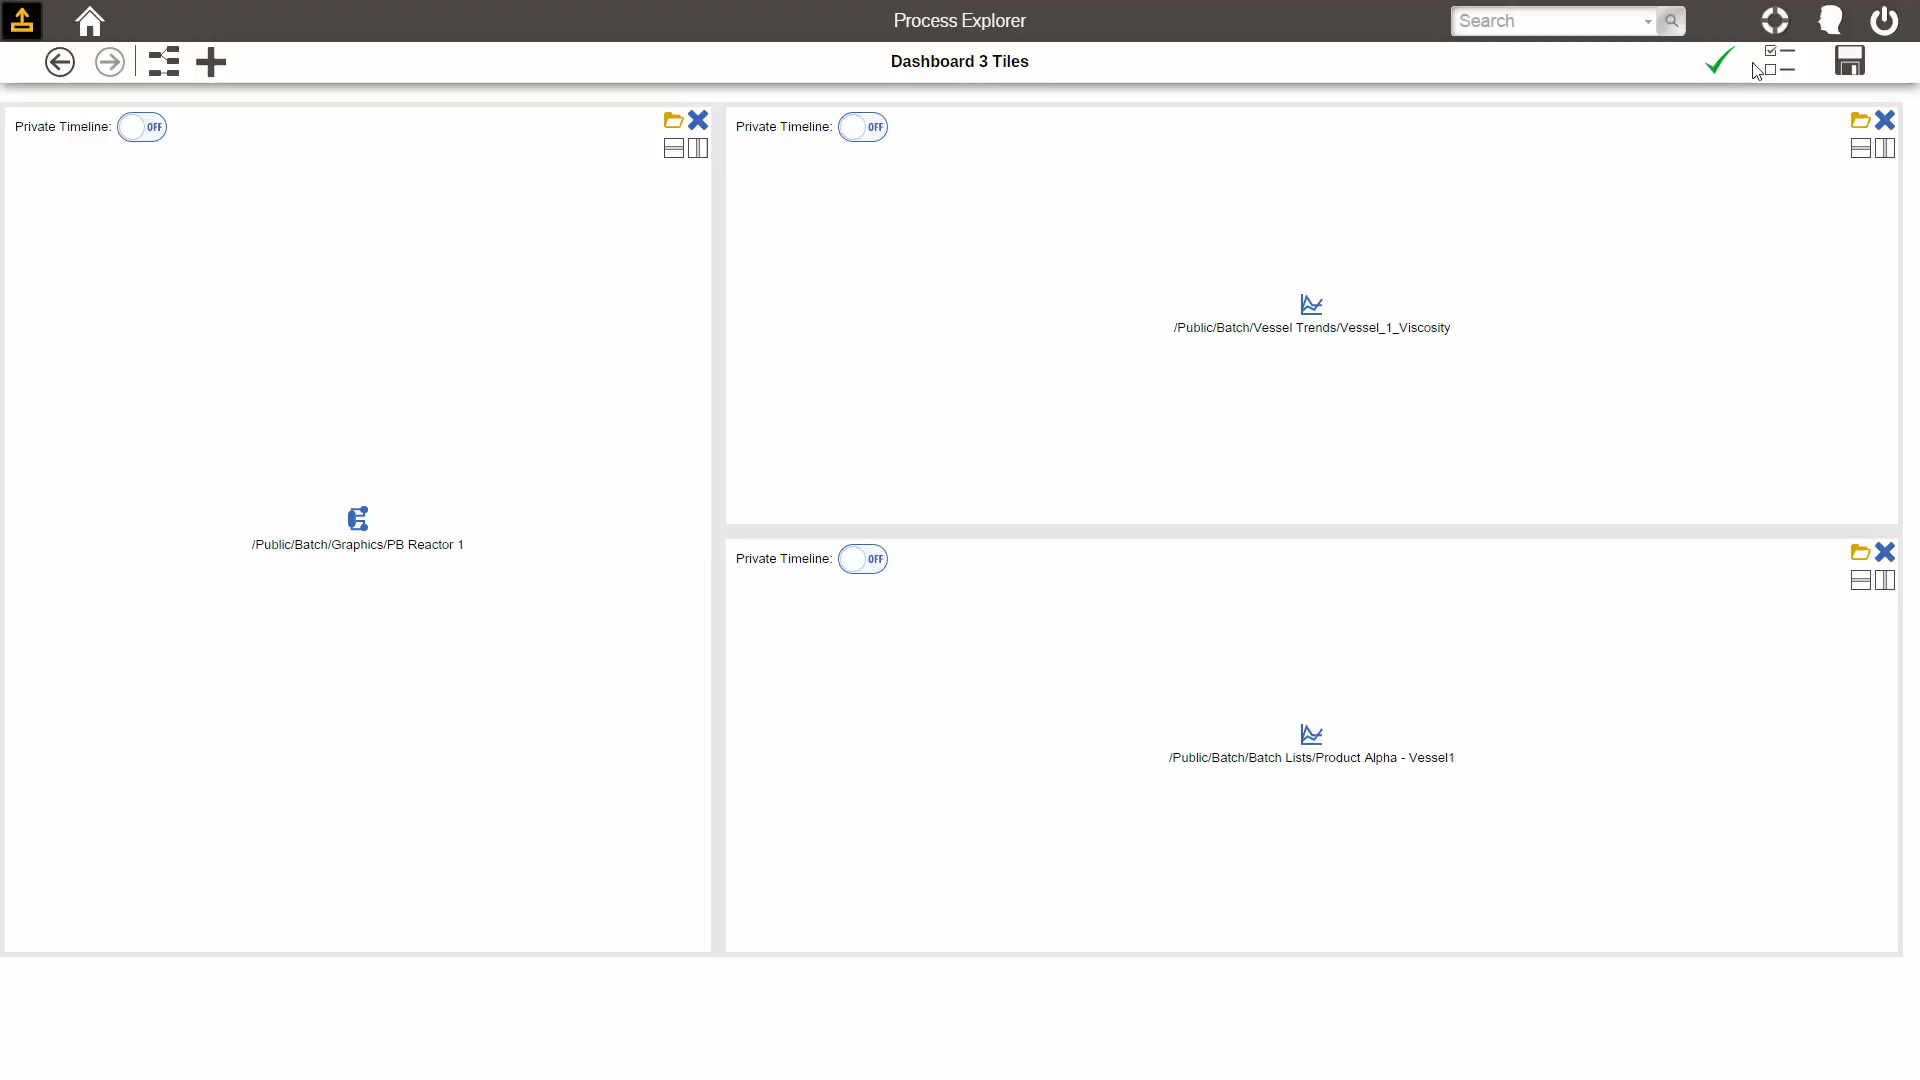 Process Explorer
Search
Dashboard 3 Tiles
Private Timeline: OFF
Private Timeline: OFF
/Public/Batch/Vessel Trends/Vessel_1_Viscosity
/Public/Batch/Graphics/PB Reactor 1
Private Timeline: OFF
/Public/Batch/Batch Lists/Product Alpha - Vessel1